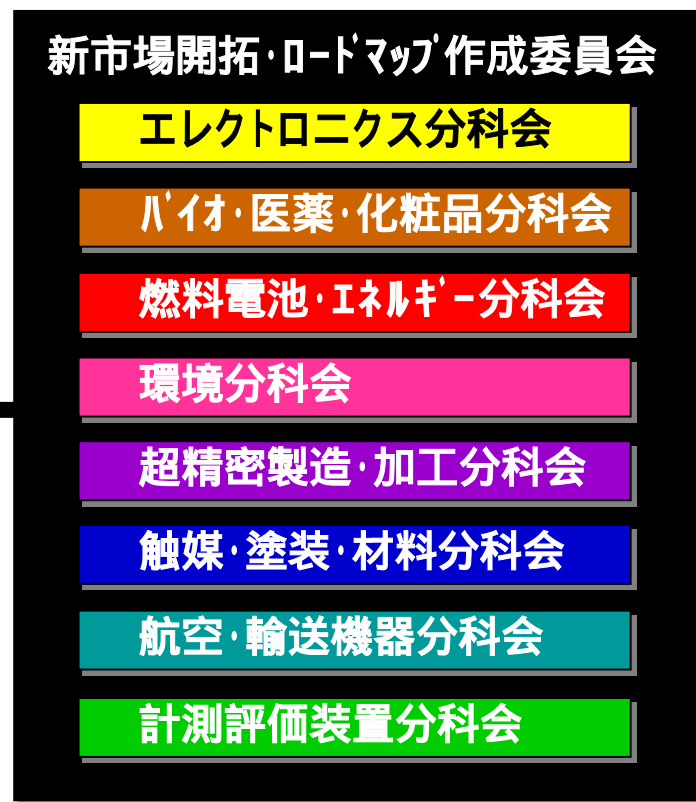 新市場開拓･ﾛｰﾄﾞﾏｯﾌﾟ作成委員会
エレクトロニクス分科会
ﾊﾞｲｵ･医薬･化粧品分科会
燃料電池･ｴﾈﾙｷﾞｰ分科会
環境分科会
超精密製造･加工分科会
触媒･塗装･材料分科会
航空･輸送機器分科会
計測評価装置分科会